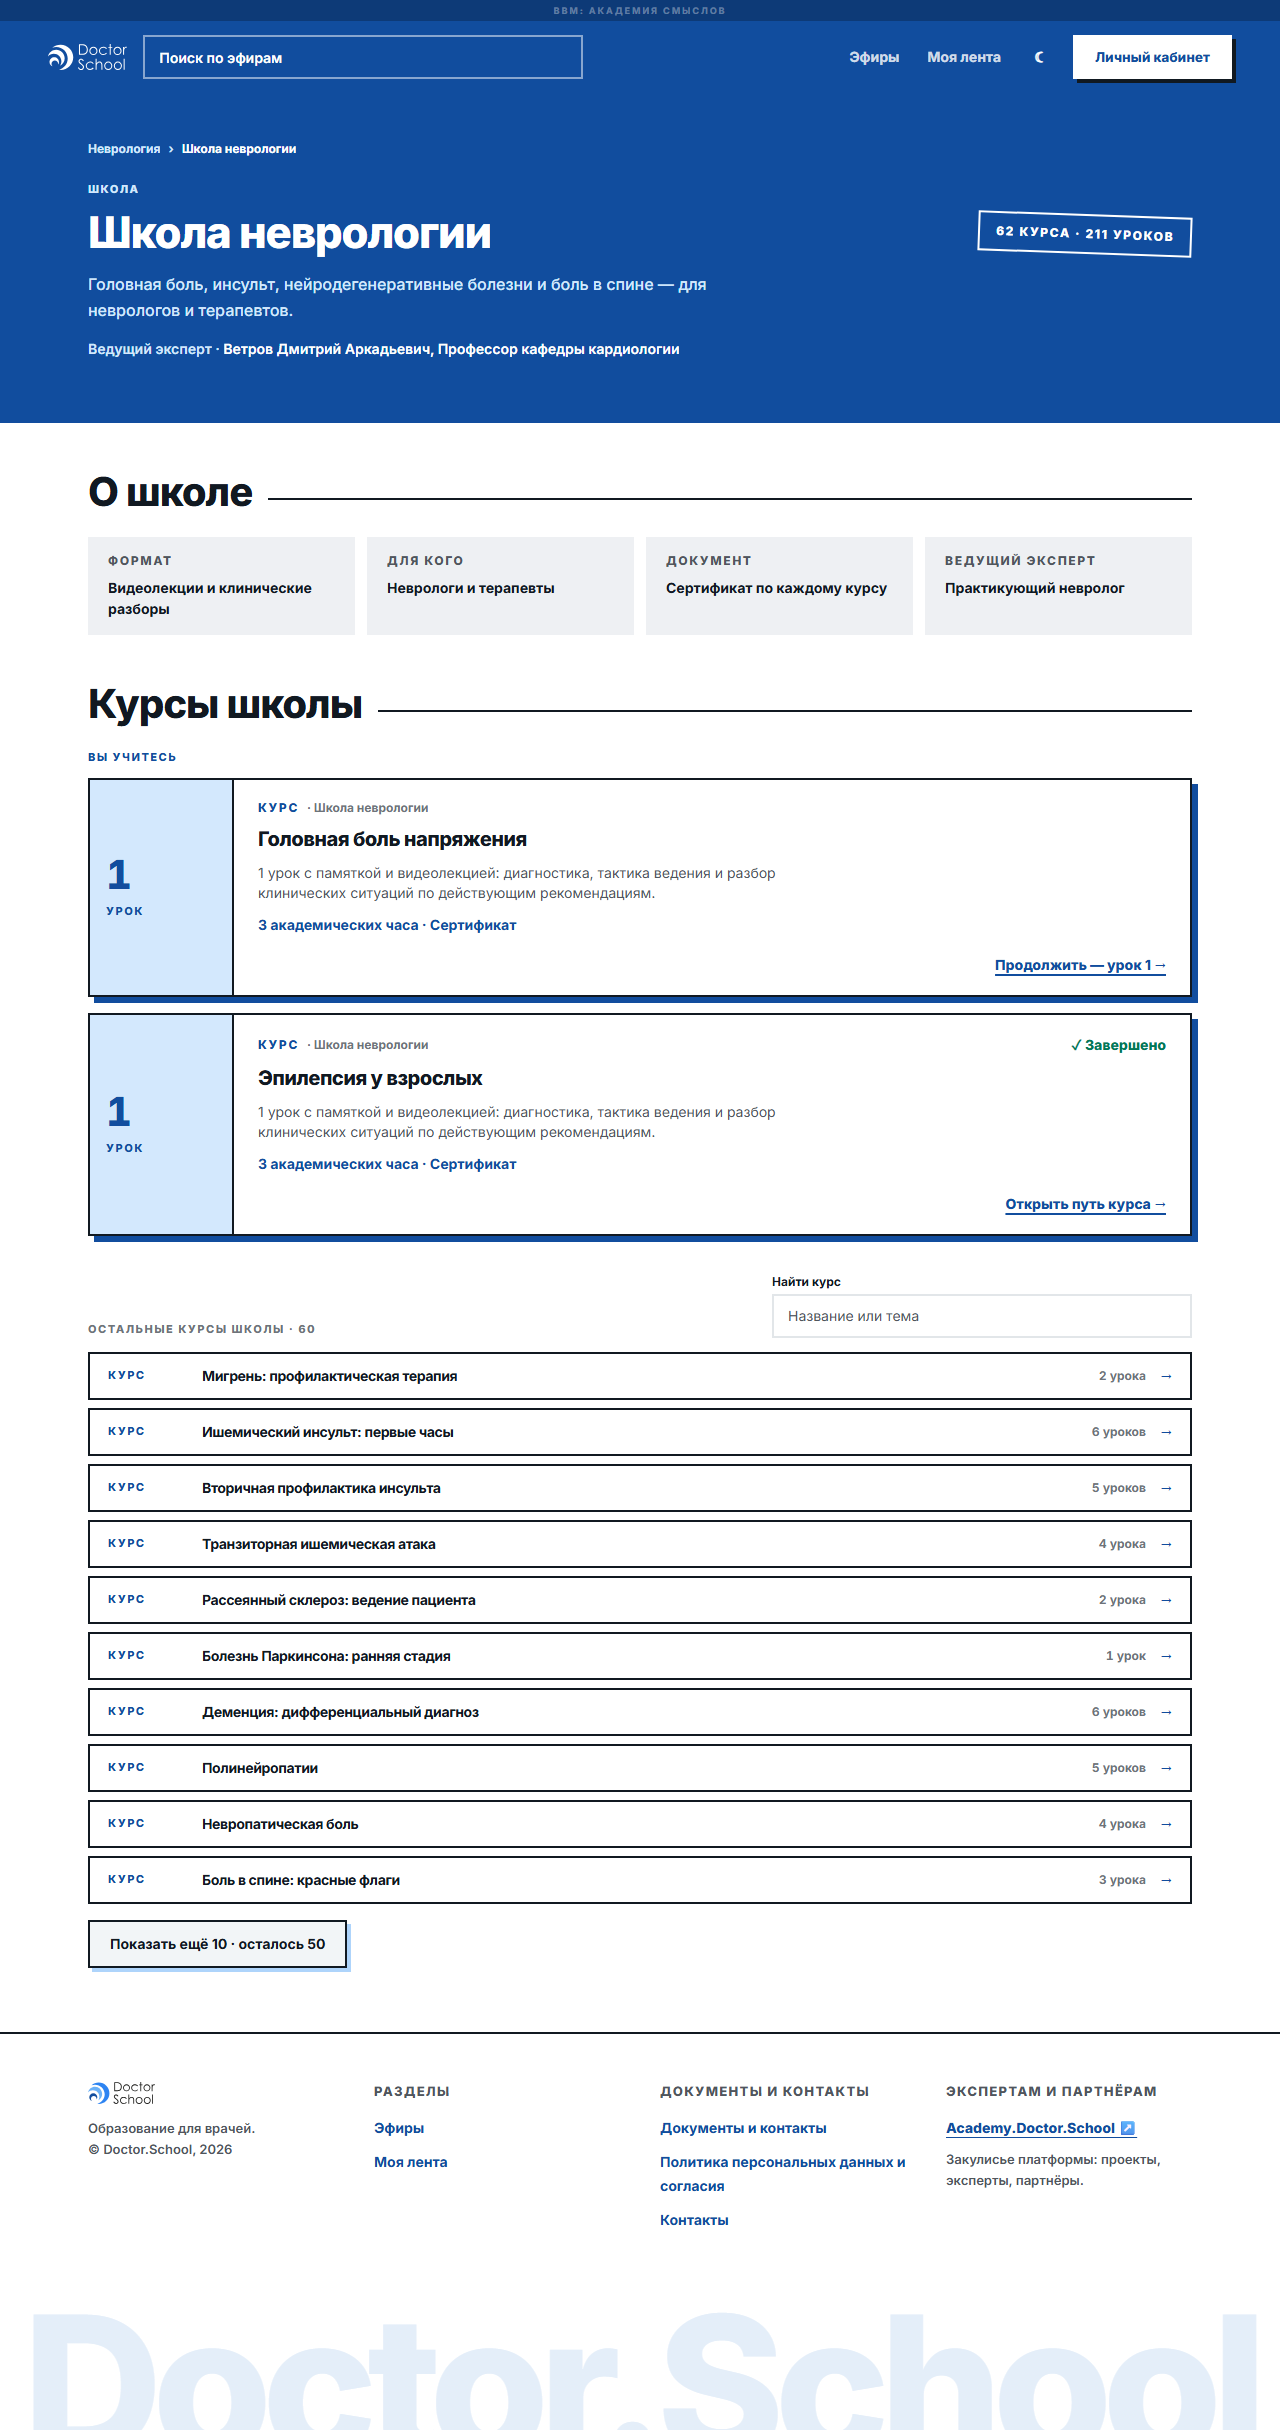 ВВМ: АКАДЕМИЯ СМЫСЛОВ
Doctor School
Поиск по эфирам
Эфиры
Моя лента
Личный кабинет
Неврология › Школа неврологии
ШКОЛА
Школа неврологии
62 КУРСА · 211 УРОКОВ
Головная боль, инсульт, нейродегенеративные болезни и боль в спине — для
неврологов и терапевтов.
Ведущий эксперт · Ветров Дмитрий Аркадьевич, Профессор кафедры кардиологии
О школе
ФОРМАТ
Видеолекции и клинические
разборы
ДЛЯ КОГО
Неврологи и терапевты
ДОКУМЕНТ
Сертификат по каждому курсу
ВЕДУЩИЙ ЭКСПЕРТ
Практикующий невролог
Курсы школы
ВЫ УЧИТЕСЬ
1
УРОК
КУРС · Школа неврологии
Головная боль напряжения
1 урок с памяткой и видеолекцией: диагностика, тактика ведения и разбор
клинических ситуаций по действующим рекомендациям.
3 академических часа · Сертификат
Продолжить — урок 1 →
1
УРОК
КУРС · Школа неврологии
✓ Завершено
Эпилепсия у взрослых
1 урок с памяткой и видеолекцией: диагностика, тактика ведения и разбор
клинических ситуаций по действующим рекомендациям.
3 академических часа · Сертификат
Открыть путь курса →
Найти курс
ОСТАЛЬНЫЕ КУРСЫ ШКОЛЫ · 60
Название или тема
КУРС Мигрень: профилактическая терапия 2 урока →
КУРС Ишемический инсульт: первые часы 6 уроков →
КУРС Вторичная профилактика инсульта 5 уроков →
КУРС Транзиторная ишемическая атака 4 урока →
КУРС Рассеянный склероз: ведение пациента 2 урока →
КУРС Болезнь Паркинсона: ранняя стадия 1 урок →
КУРС Деменция: дифференциальный диагноз 6 уроков →
КУРС Полинейропатии 5 уроков →
КУРС Невропатическая боль 4 урока →
КУРС Боль в спине: красные флаги 3 урока →
Показать ещё 10 · осталось 50
Doctor School
Образование для врачей.
© Doctor.School, 2026
РАЗДЕЛЫ
Эфиры
Моя лента
ДОКУМЕНТЫ И КОНТАКТЫ
Документы и контакты
Политика персональных данных и
согласия
Контакты
ЭКСПЕРТАМ И ПАРТНЁРАМ
Academy.Doctor.School ↗
Закулисье платформы: проекты,
эксперты, партнёры.
Doctor.School